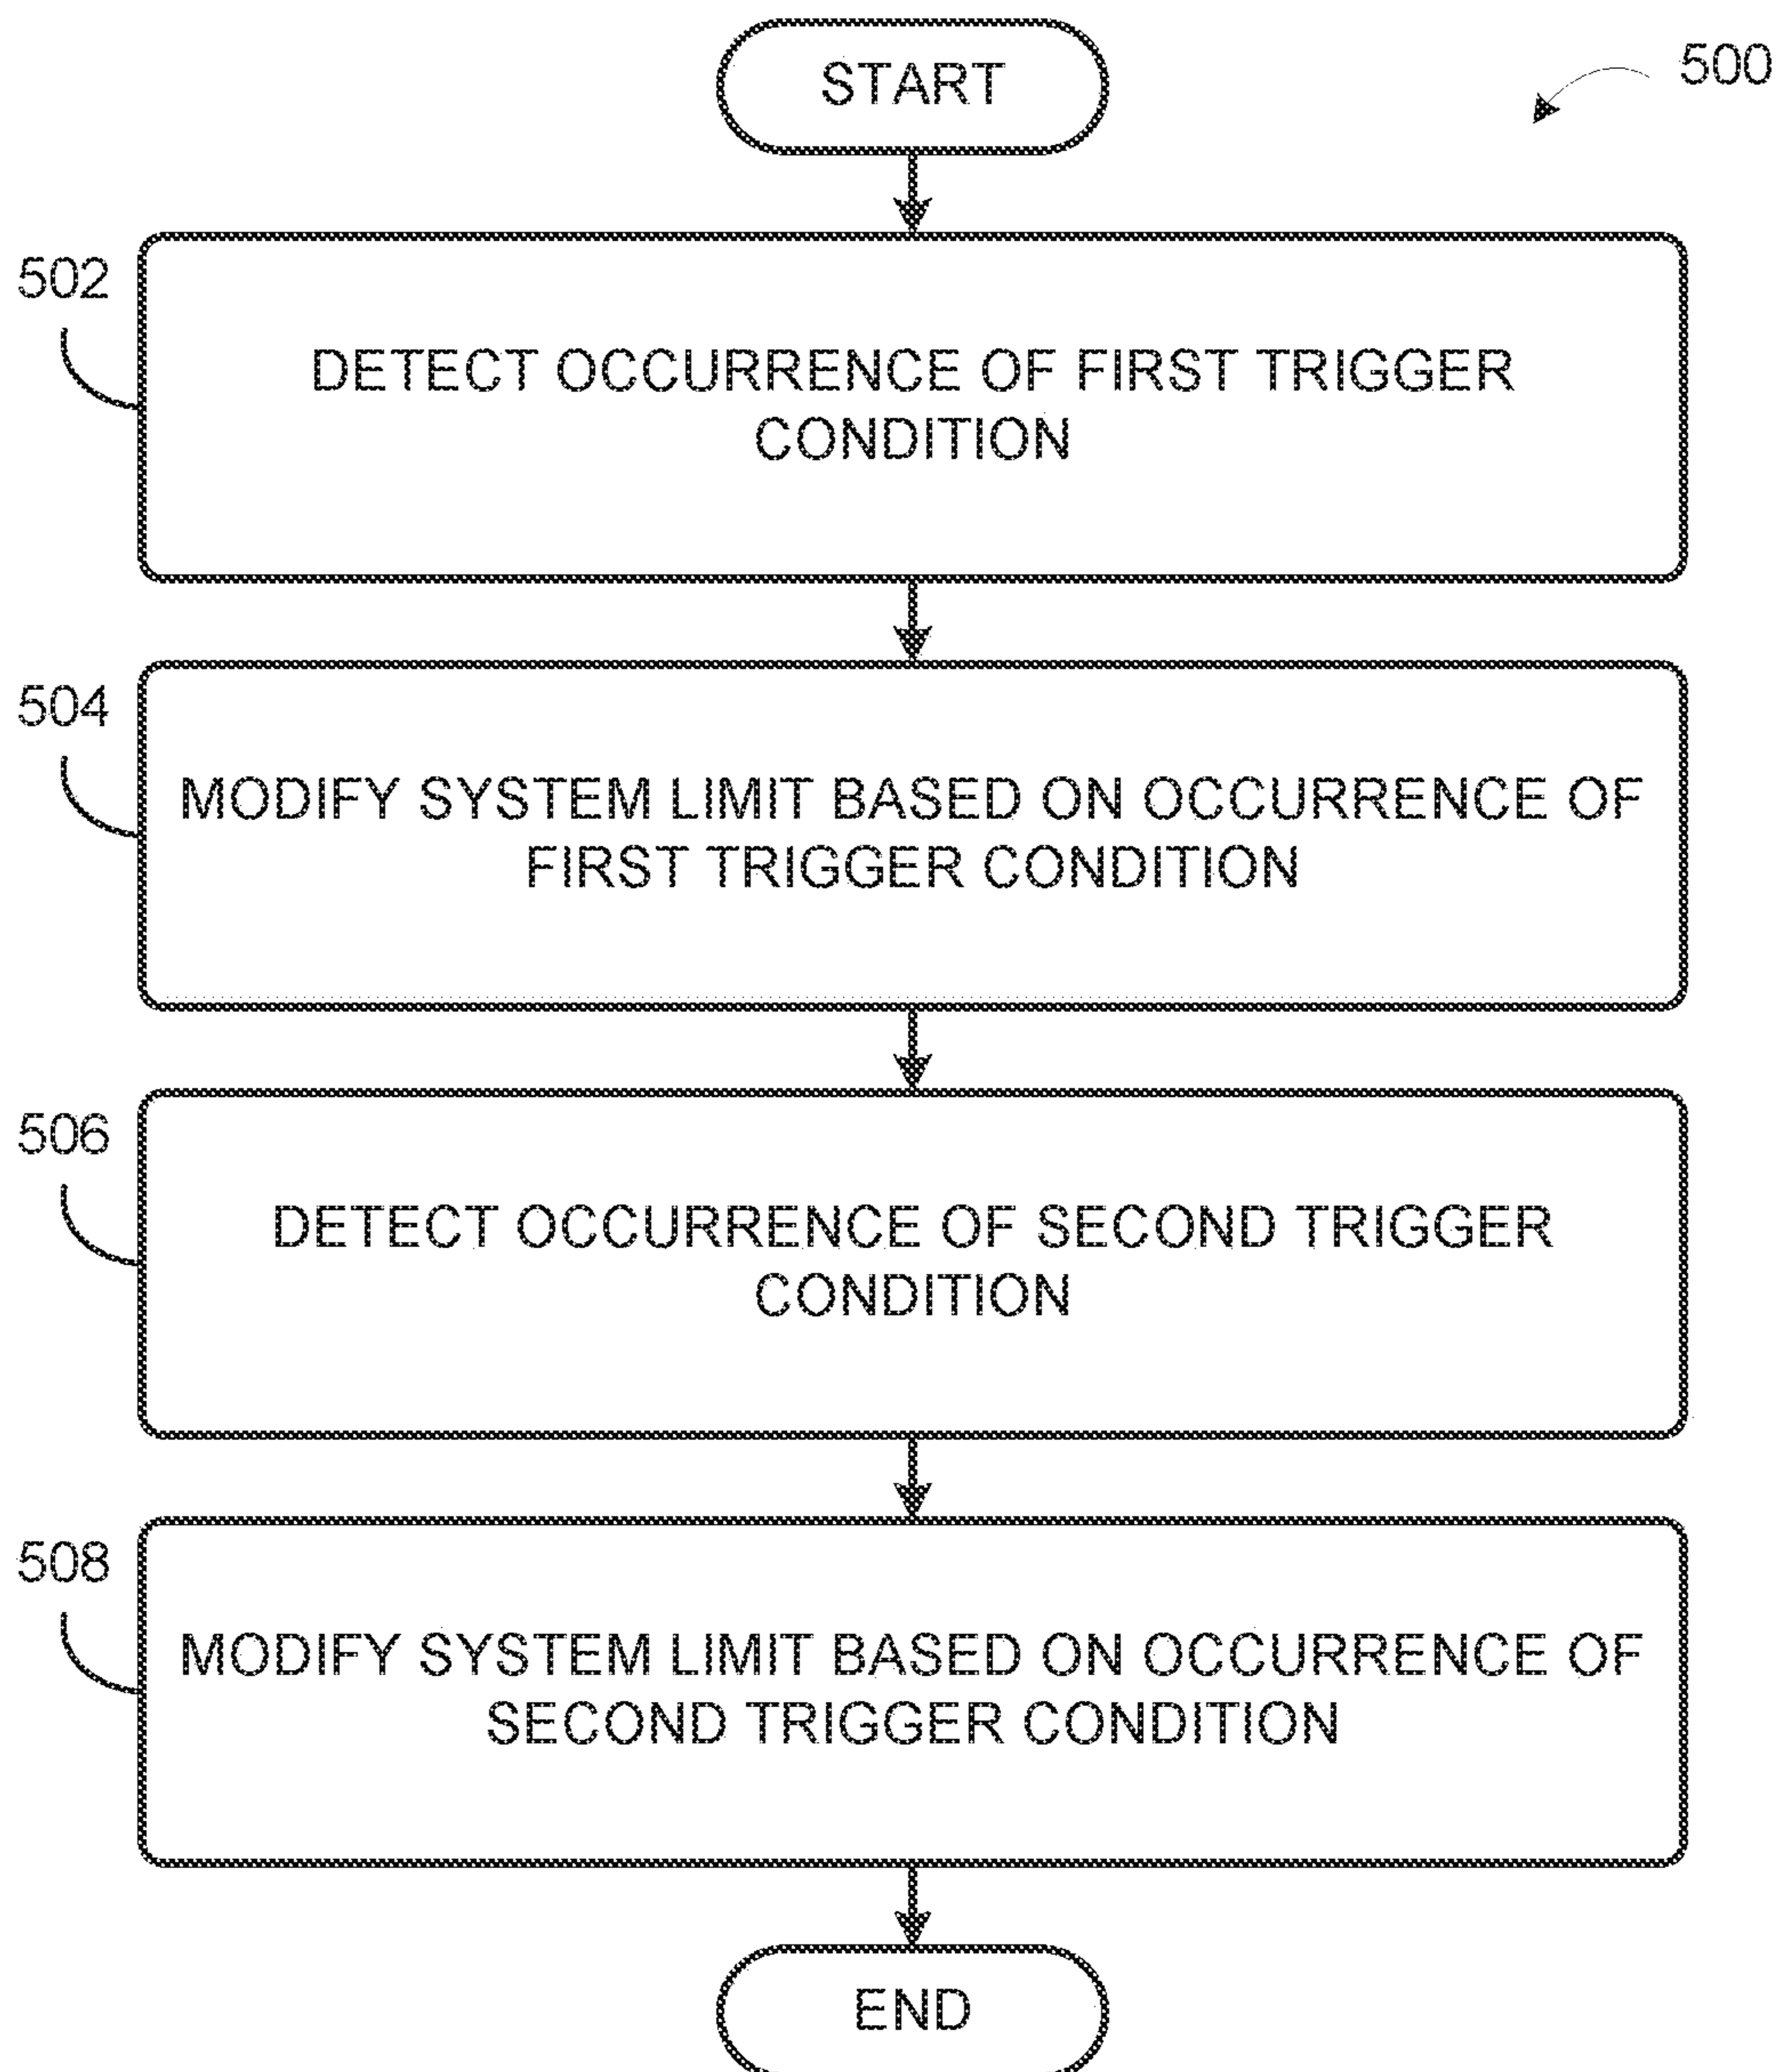 START
500
502
DETECT OCCURRENCE OF FIRST TRIGGER
CONDITION
504
MODIFY SYSTEM LIMIT BASED ON OCCURRENCE OF
FIRST TRIGGER CONDITION
506
DETECT OCCURRENCE OF SECOND TRIGGER
CONDITION
508
MODIFY SYSTEM LIMIT BASED ON OCCURRENCE OF
SECOND TRIGGER CONDITION
END